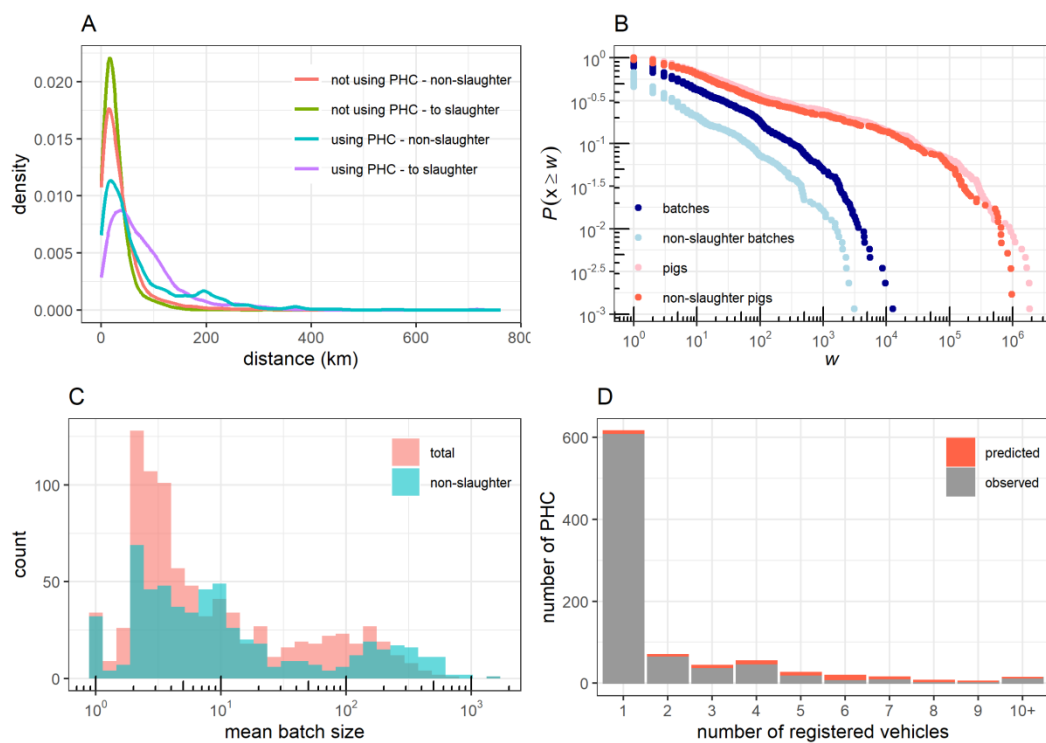 A
0.020
0.015
0.010
0.005
0.000
density
not using PHC - non-slaughter
not using PHC - to slaughter
using PHC - non-slaughter
using PHC - to slaughter
0
200
400
600
80
distance (km)
B
10^0
10^-0.5
10^-1
10^-1.5
10^-2
10^-2.5
10^-3
P(x ≥ w)
batches
non-slaughter batches
pigs
non-slaughter pigs
10^0
10^1
10^2
10^3
10^4
10^5
10^6
w
C
100
50
0
count
total
non-slaughter
10^0
10^1
10^2
10^3
mean batch size
D
600
400
200
0
number of PHC
predicted
observed
1
2
3
4
5
6
7
8
9
10+
number of registered vehicles